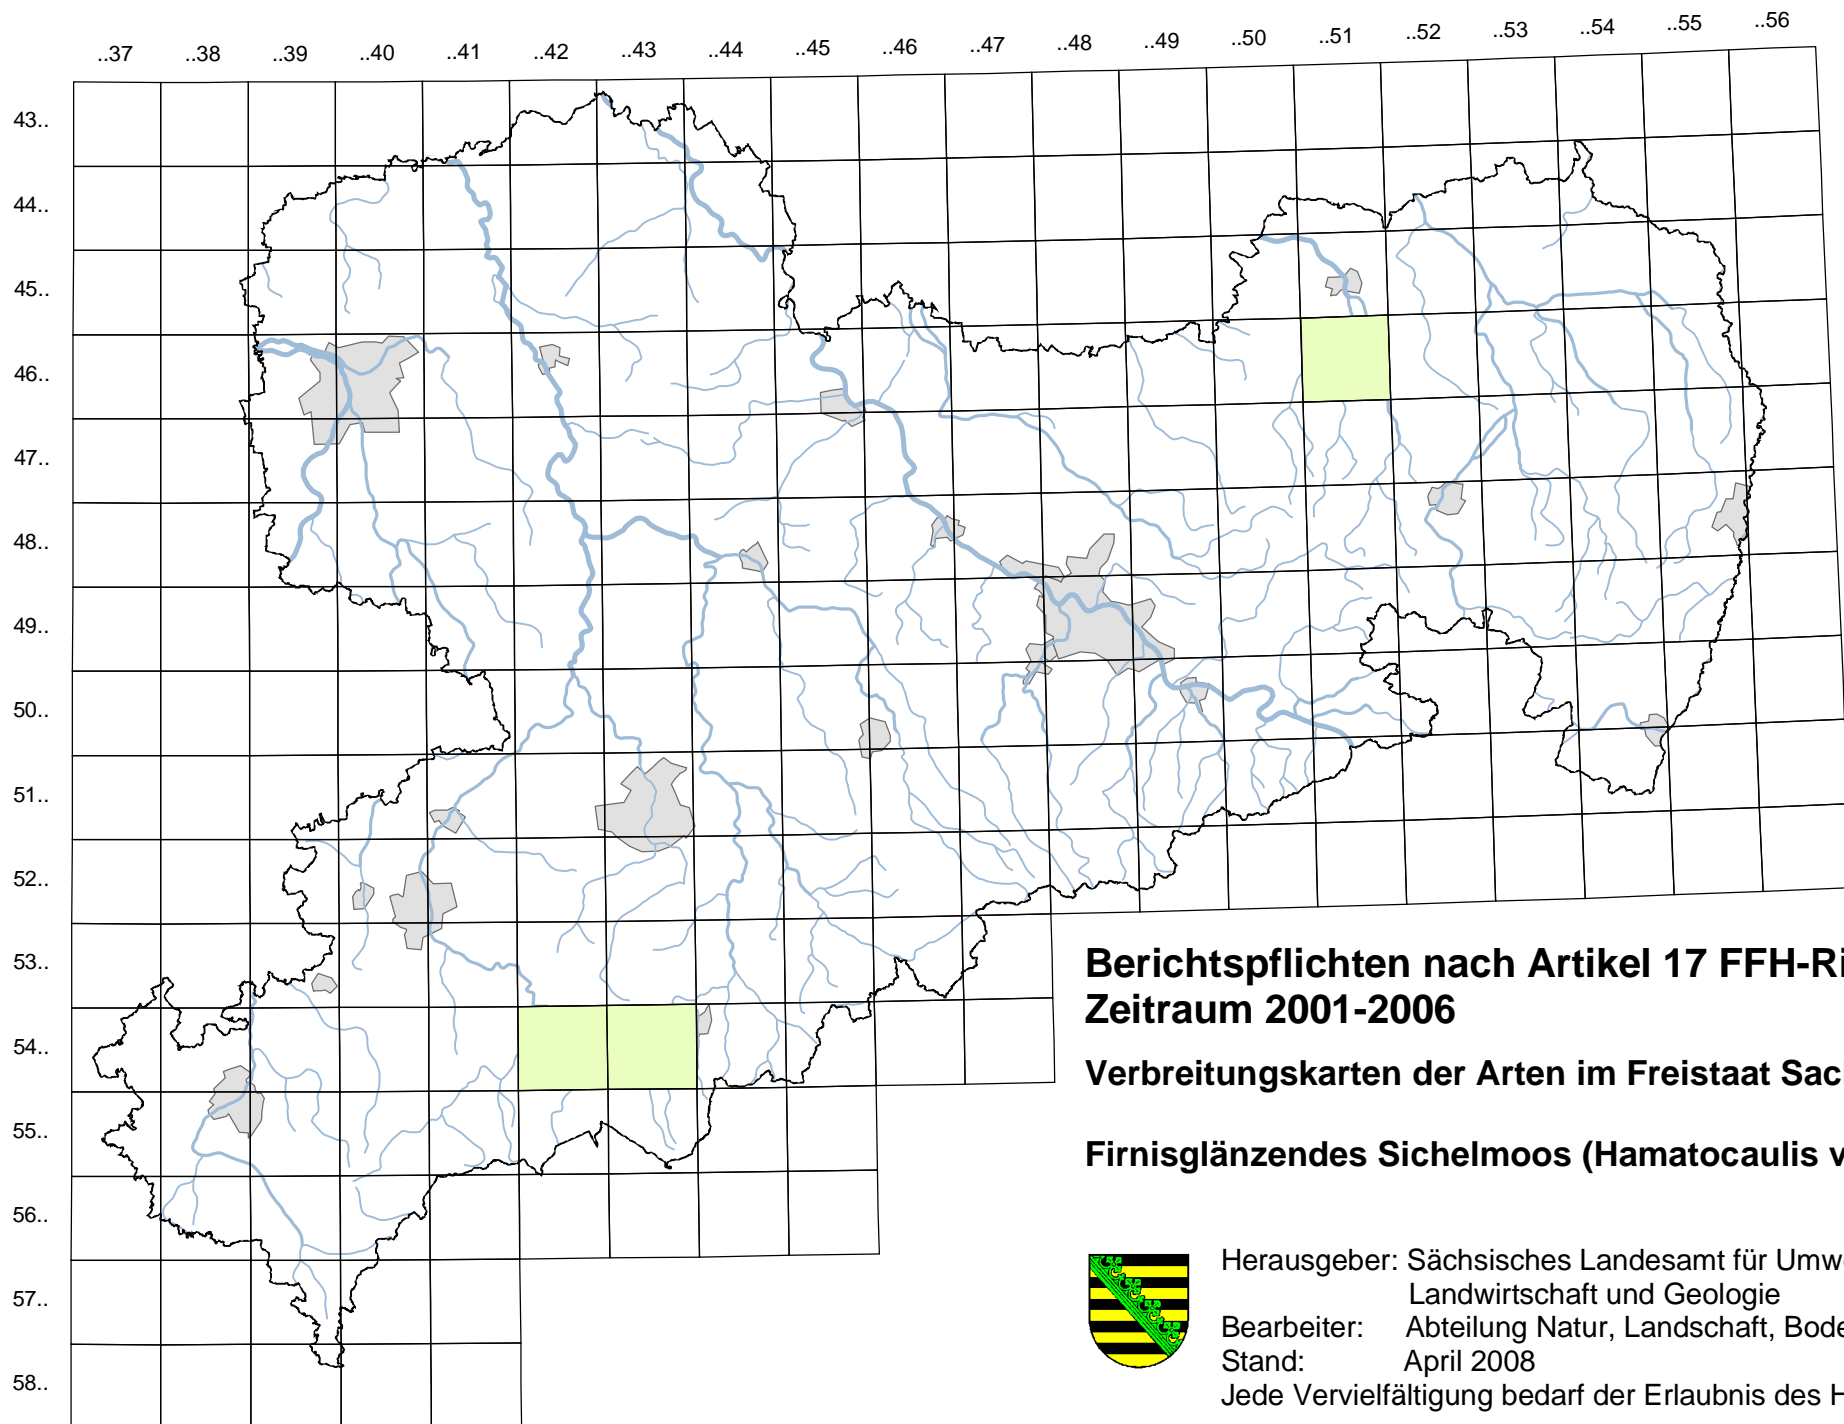 ..37 ..38 ..39 ..40 ..41 ..42 ..43 ..44 ..45 ..46 ..47 ..48 ..49 ..50 ..51 ..52 ..53 ..54 ..55 ..56
43..
44..
45..
46..
47..
48..
49..
50..
51..
52..
53..
54..
55..
56..
57..
58..
Berichtspflichten nach Artikel 17 FFH-Ri
Zeitraum 2001-2006
Verbreitungskarten der Arten im Freistaat Sac
Firnisglänzendes Sichelmoos (Hamatocaulis v
Herausgeber: Sächsisches Landesamt für Umwe
Landwirtschaft und Geologie
Bearbeiter: Abteilung Natur, Landschaft, Bode
Stand: April 2008
Jede Vervielfältigung bedarf der Erlaubnis des H